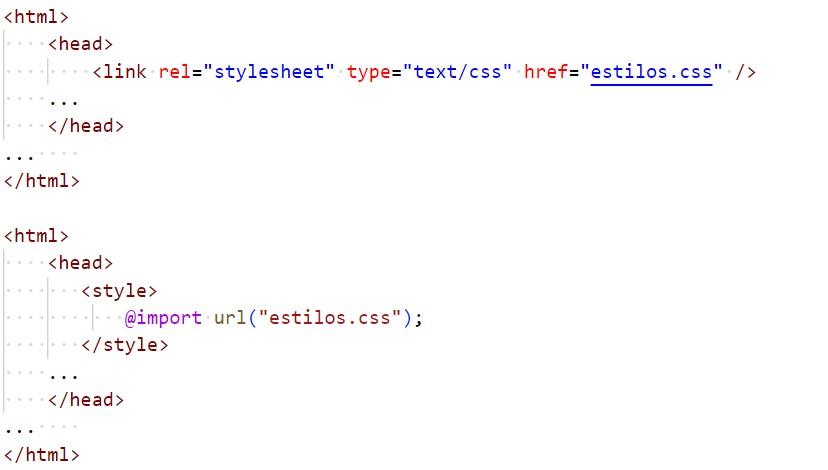 <html>
<head>
<link rel="stylesheet" type="text/css" href="estilos.css" />
...
</head>
...
</html>
<html>
<head>
<style>
@import url("estilos.css");
</style>
...
</head>
...
</html>